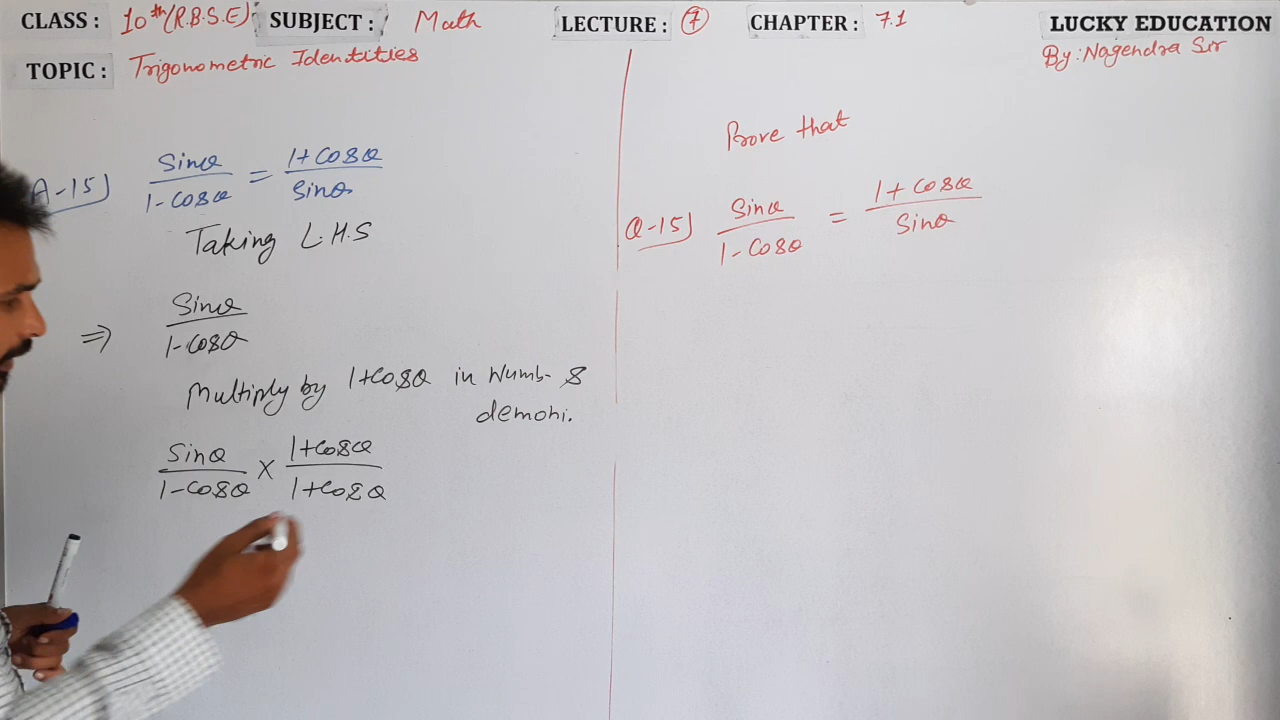 CLASS : 10th (R.B.S.E) SUBJECT : Math LECTURE : 7 CHAPTER : 7.1 LUCKY EDUCATION
TOPIC : Trigonometric Identities By: Nagendra Sir
A-15) Sinθ/1-Cosθ = 1+Cosθ/Sinθ
Taking L.H.S
⇒ Sinθ/1-Cosθ
Multiply by 1+Cosθ in Numb. &
demoni.
Sinθ/1-Cosθ × 1+Cosθ/1+Cosθ
Prove that
Q-15) Sinθ/1-Cosθ = 1+Cosθ/Sinθ